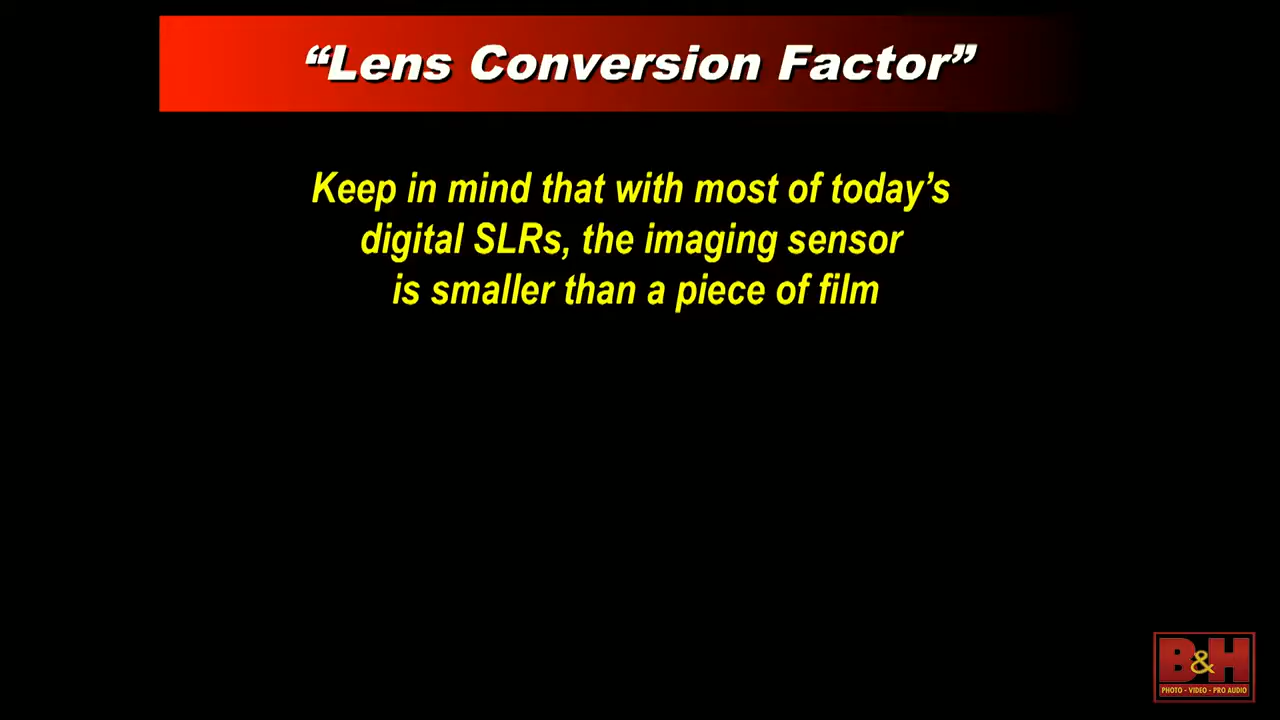 “Lens Conversion Factor”
Keep in mind that with most of today’s
digital SLRs, the imaging sensor
is smaller than a piece of film
B&H
PHOTO - VIDEO - PRO AUDIO